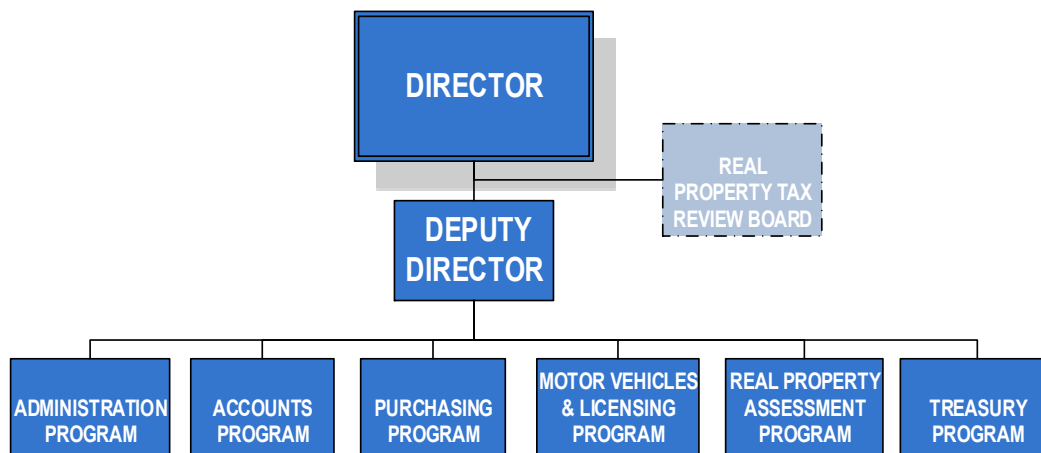 DIRECTOR
REAL
PROPERTY TAX
REVIEW BOARD
DEPUTY
DIRECTOR
ADMINISTRATION
PROGRAM
ACCOUNTS
PROGRAM
PURCHASING
PROGRAM
MOTOR VEHICLES
& LICENSING
PROGRAM
REAL PROPERTY
ASSESSMENT
PROGRAM
TREASURY
PROGRAM